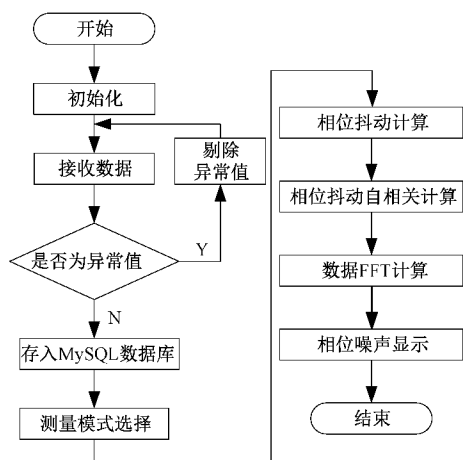 开始
初始化
接收数据
剔除
异常值
是否为异常值
Y
N
存入MySQL数据库
测量模式选择
相位抖动计算
相位抖动自相关计算
数据FFT计算
相位噪声显示
结束